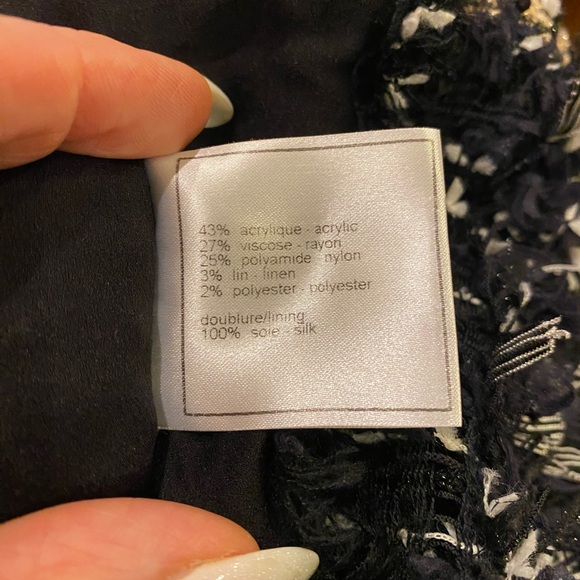 43% acrylique - acrylic
27% viscose - rayon
25% polyamide - nylon
3% lin - linen
2% polyester - polyester
doublure/lining
100% soie - silk